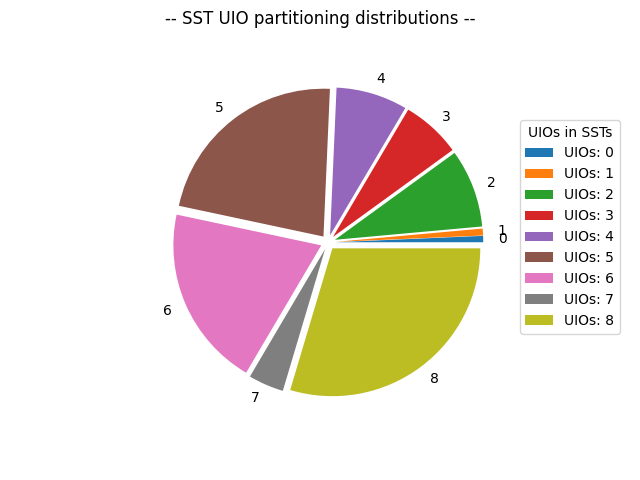 -- SST UIO partitioning distributions --
4
5
3
UIOs in SSTs
UIOs: 0
UIOs: 1
UIOs: 2
UIOs: 3
UIOs: 4
UIOs: 5
UIOs: 6
UIOs: 7
UIOs: 8
2
1
0
6
8
7